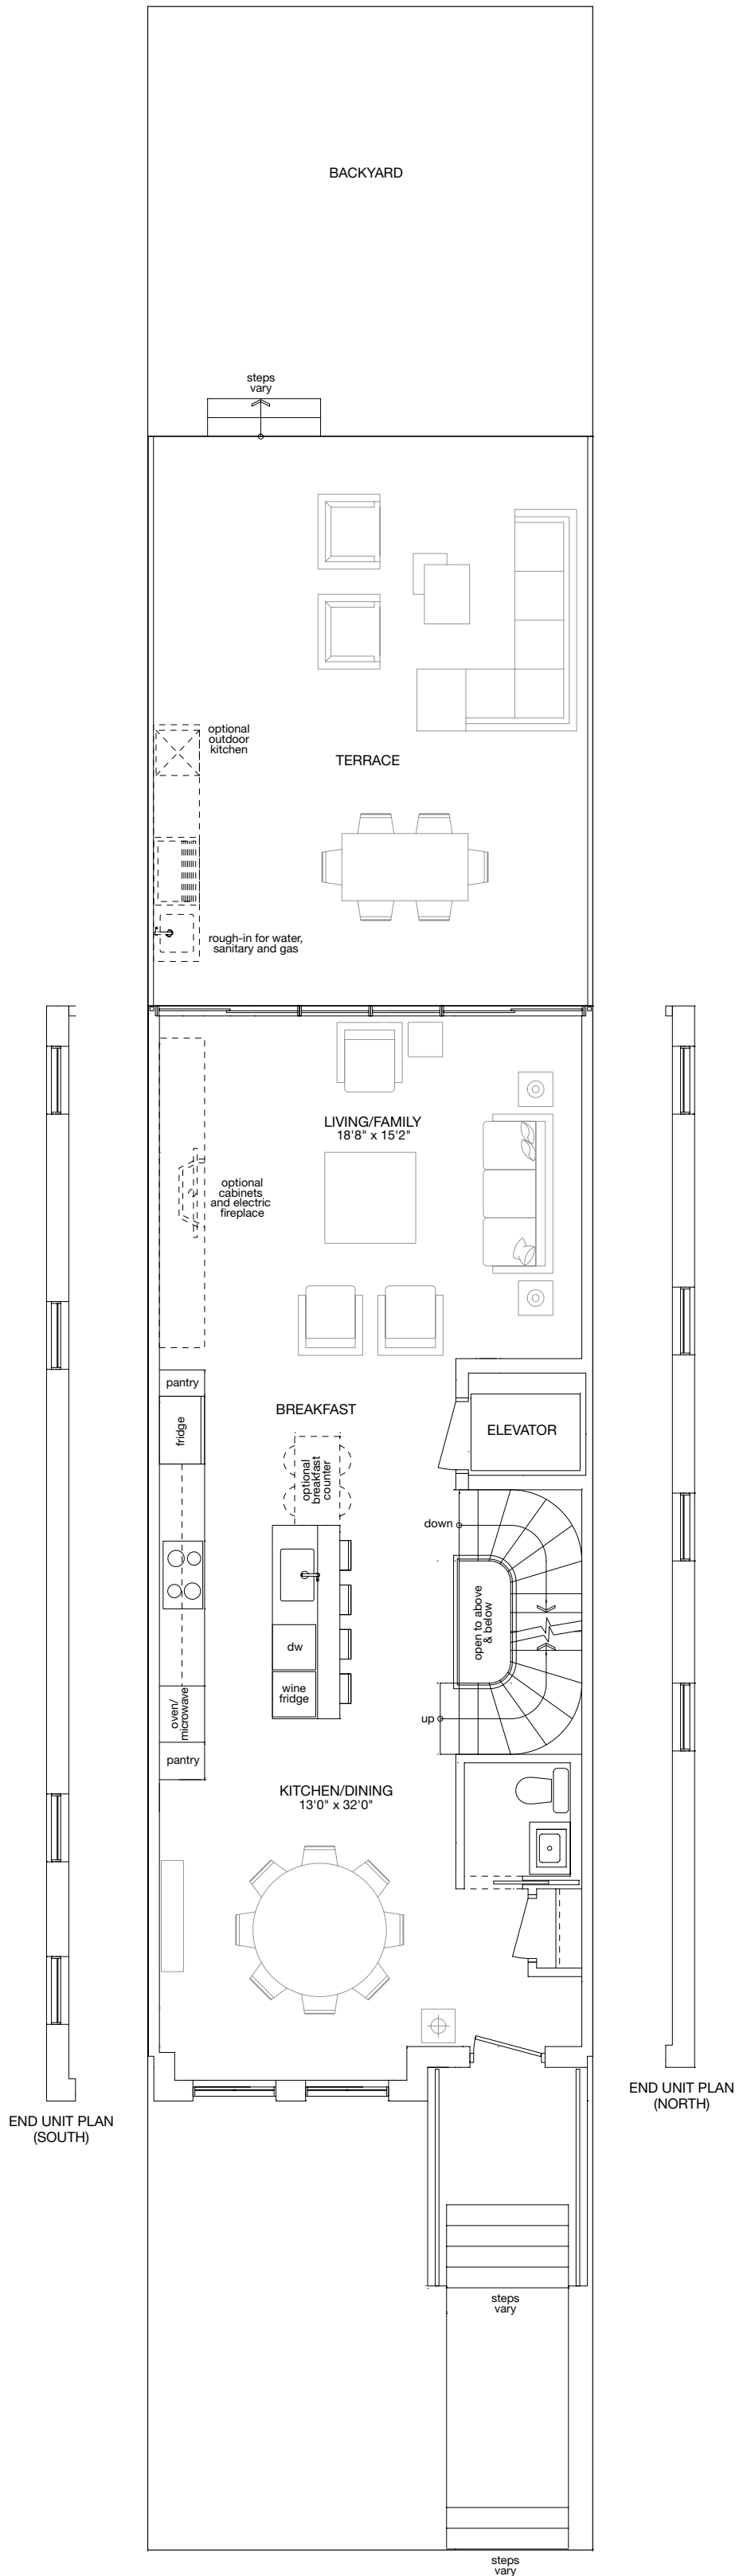 BACKYARD
steps
vary
optional
outdoor
kitchen
TERRACE
rough-in for water,
sanitary and gas
LIVING/FAMILY
18'8" x 15'2"
optional
cabinets
and electric
fireplace
pantry
fridge
BREAKFAST
ELEVATOR
optional
breakfast
counter
down
open to above
& below
dw
wine
fridge
oven/
microwave
up
pantry
KITCHEN/DINING
13'0" x 32'0"
END UNIT PLAN
(SOUTH)
END UNIT PLAN
(NORTH)
steps
vary
steps
vary